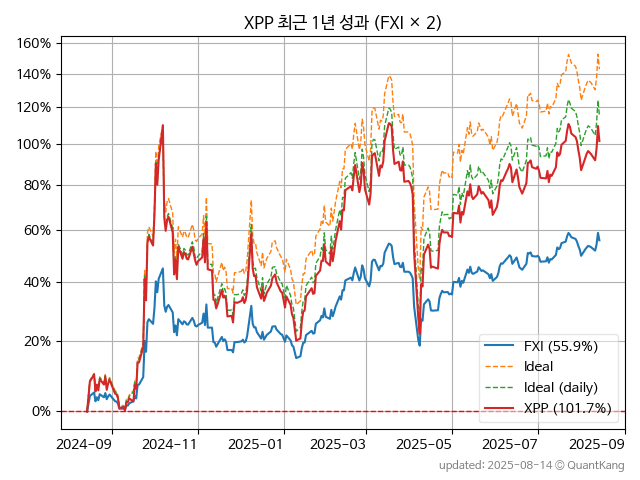 XPP 최근 1년 성과 (FXI × 2)
160%
140%
120%
100%
80%
60%
40%
20%
0%
FXI (55.9%)
Ideal
Ideal (daily)
XPP (101.7%)
2024-09 2024-11 2025-01 2025-03 2025-05 2025-07 2025-09
updated: 2025-08-14 © QuantKang